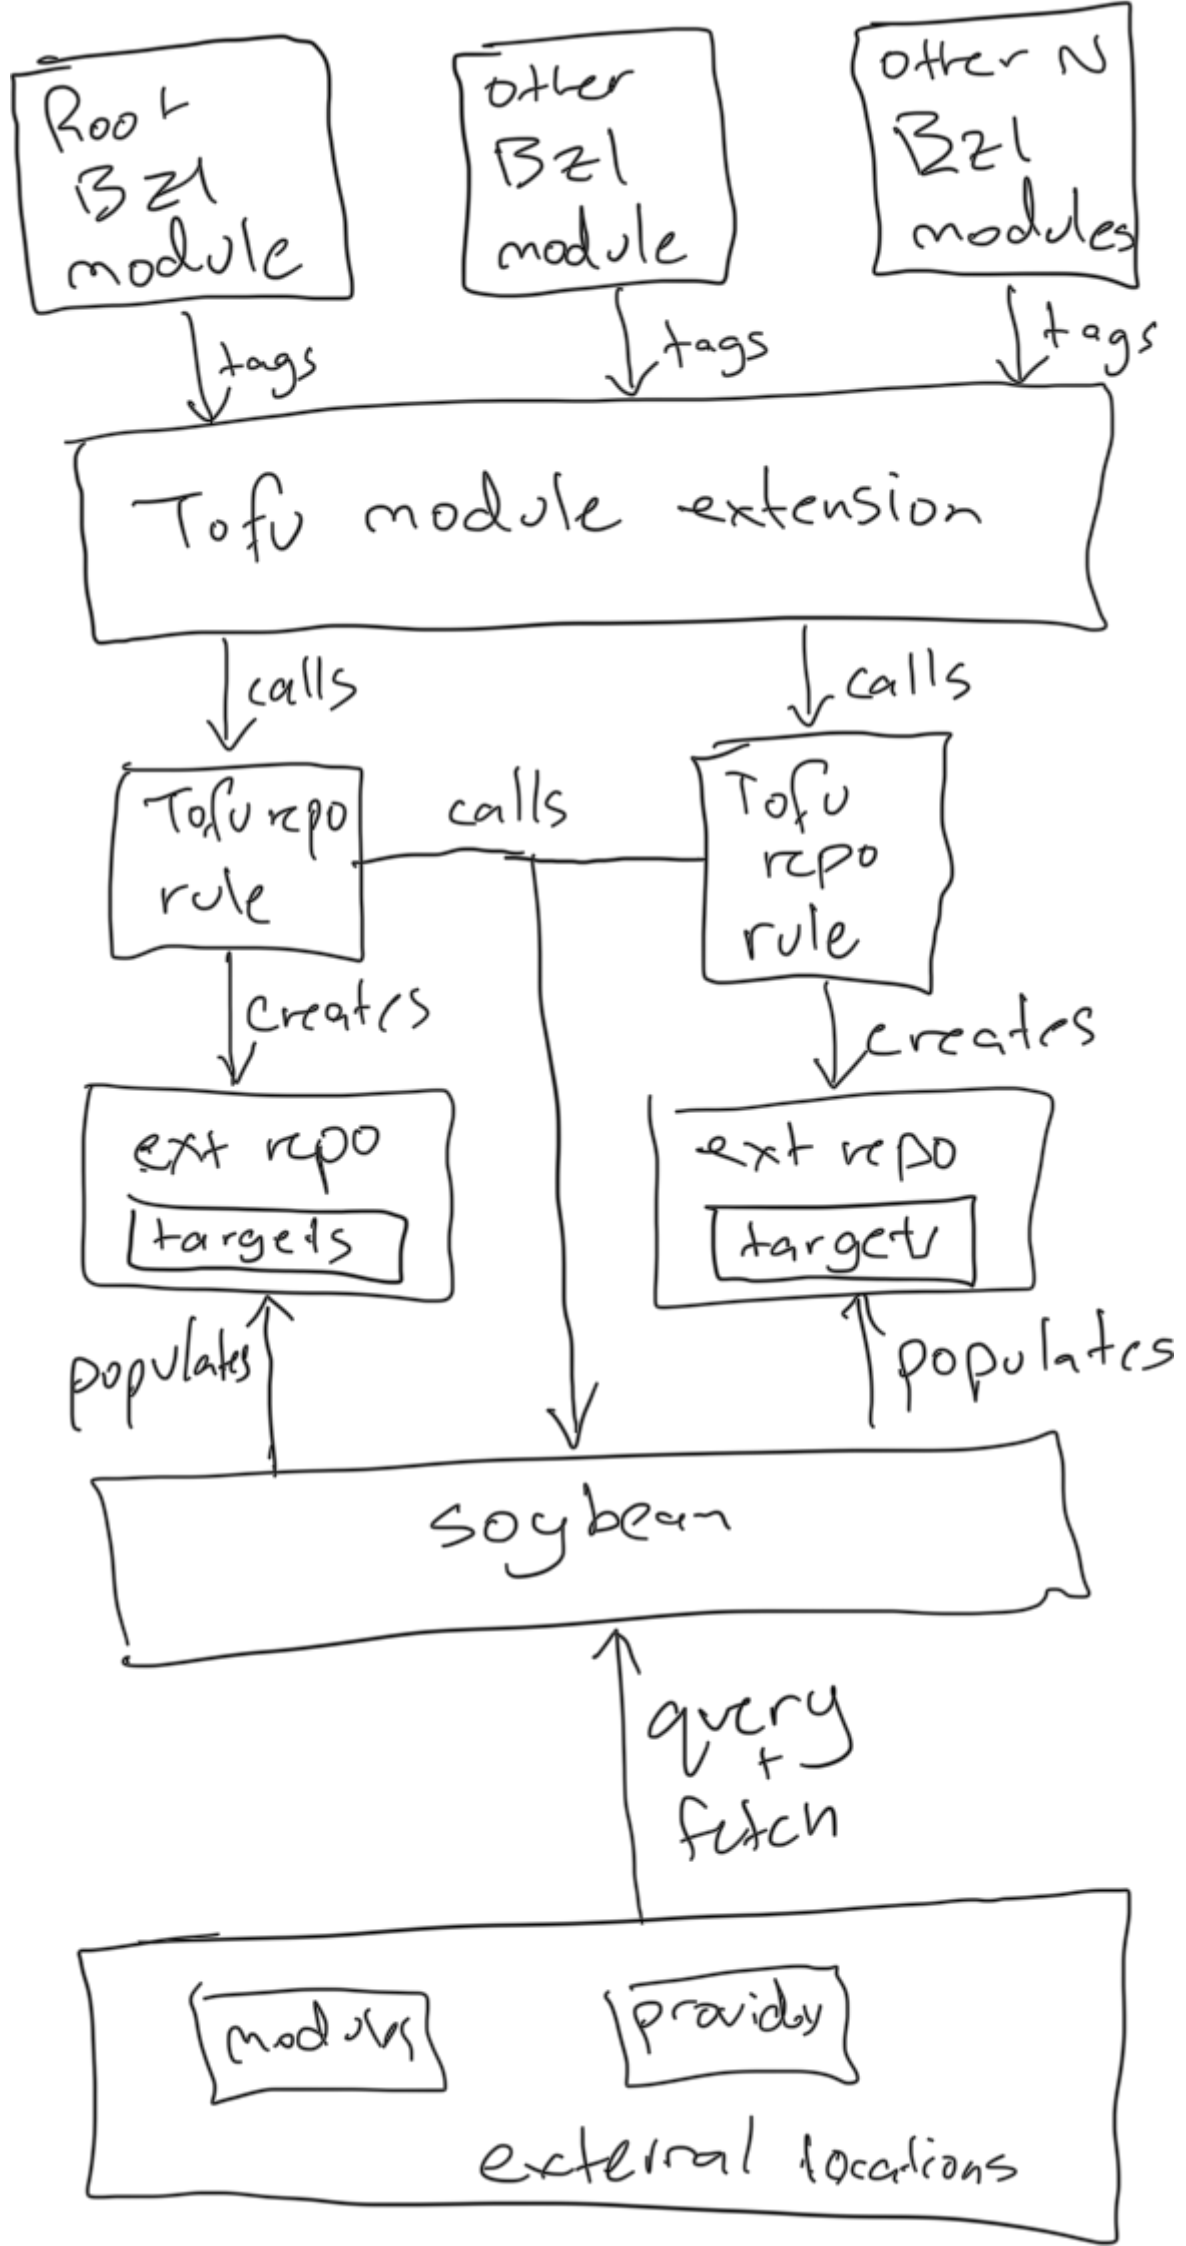 Root
Bzl
module
other
Bzl
module
other N
Bzl
modules
tags
tags
tags
Tofu module extension
calls
calls
Tofu repo
rule
calls
Tofu
repo
rule
creates
creates
ext repo
targets
ext repo
targets
populates
populates
soybean
query
+
fetch
modules
external locations